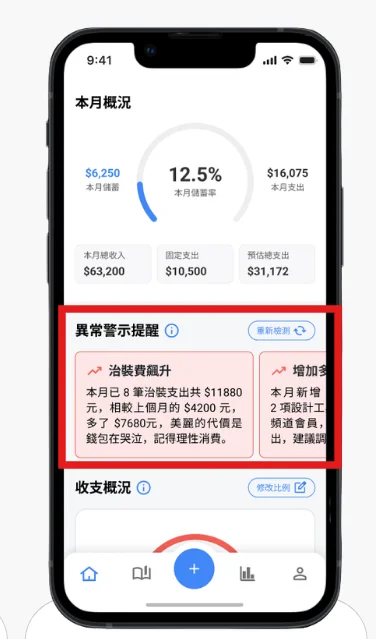 9:41
本月概況
$6,250
本月儲蓄
12.5%
本月儲蓄率
$16,075
本月支出
本月總收入
$63,200
固定支出
$10,500
預估總支出
$31,172
異常警示提醒
重新檢測
治裝費飆升
本月已 8 筆治裝支出共 $11880
元，相較上個月的 $4200 元，
多了 $7680元，美麗的代價是
錢包在哭泣，記得理性消費。
增加多
本月新增
2 項設計工
頻道會員，
出，建議調
收支概況
修改比例